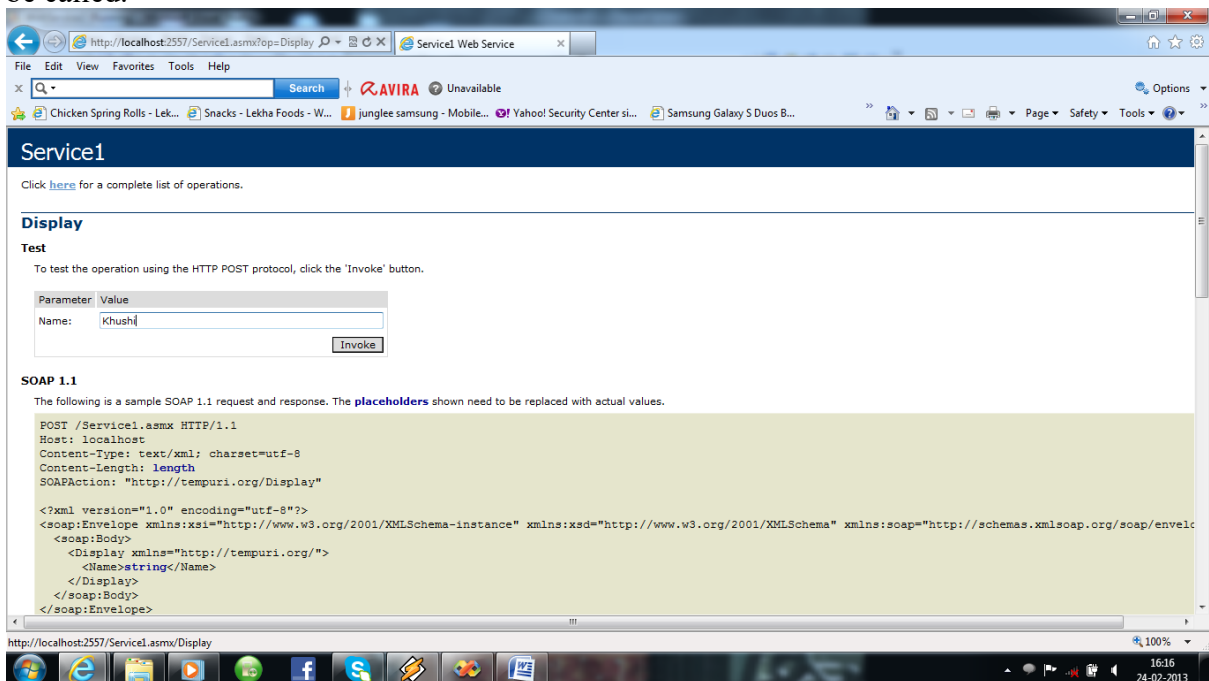 be called.
http://localhost:2557/Service1.asmx?op=Display
Service1 Web Service
File Edit View Favorites Tools Help
Search AVIRA Unavailable Options
Chicken Spring Rolls - Lek... Snacks - Lekha Foods - W... junglee samsung - Mobile... Yahoo! Security Center si... Samsung Galaxy S Duos B... Page Safety Tools
Service1
Click here for a complete list of operations.
Display
Test
To test the operation using the HTTP POST protocol, click the 'Invoke' button.
Parameter Value
Name: Khushi
Invoke
SOAP 1.1
The following is a sample SOAP 1.1 request and response. The placeholders shown need to be replaced with actual values.
POST /Service1.asmx HTTP/1.1
Host: localhost
Content-Type: text/xml; charset=utf-8
Content-Length: length
SOAPAction: "http://tempuri.org/Display"
<?xml version="1.0" encoding="utf-8"?>
<soap:Envelope xmlns:xsi="http://www.w3.org/2001/XMLSchema-instance" xmlns:xsd="http://www.w3.org/2001/XMLSchema" xmlns:soap="http://schemas.xmlsoap.org/soap/envelo
<soap:Body>
<Display xmlns="http://tempuri.org/">
<Name>string</Name>
</Display>
</soap:Body>
</soap:Envelope>
http://localhost:2557/Service1.asmx/Display
100%
16:16
24-02-2013